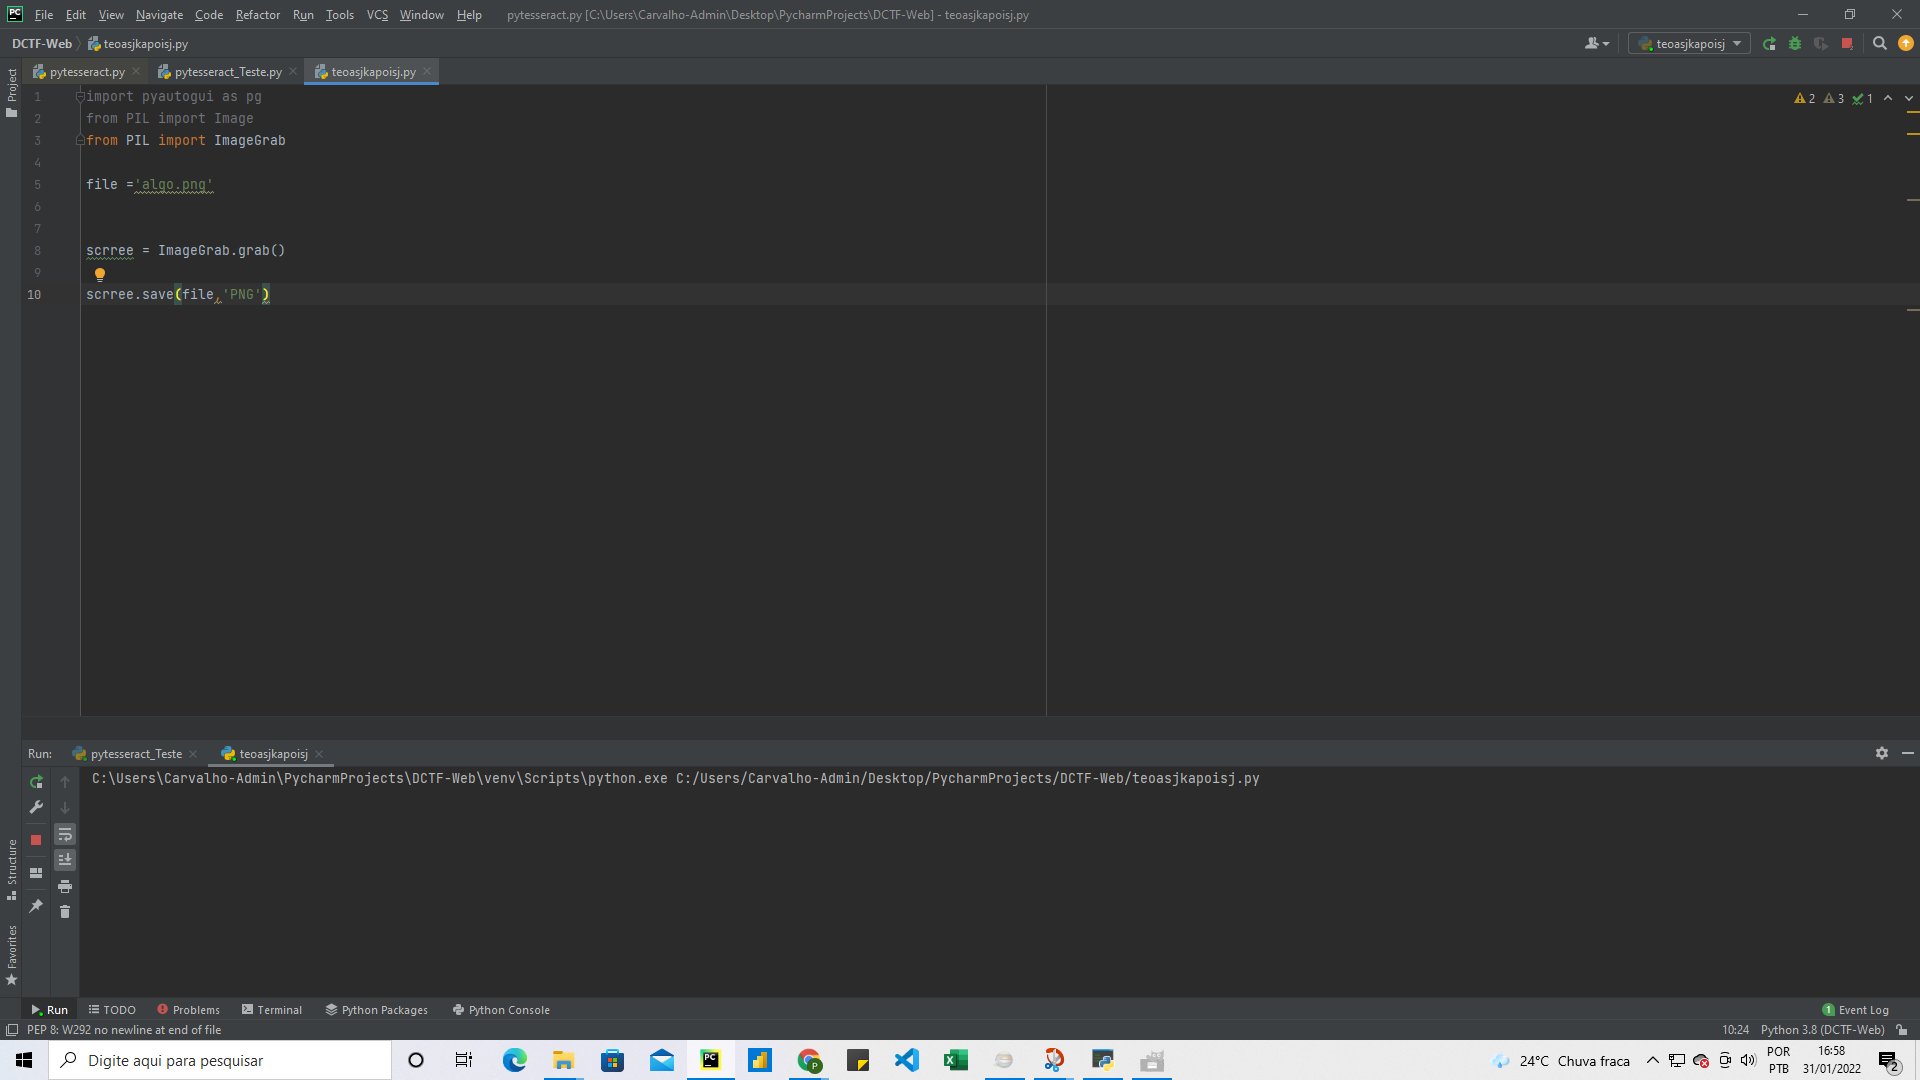 PC File Edit View Navigate Code Refactor Run Tools VCS Window Help pytesseract.py [C:\Users\Carvalho-Admin\Desktop\PycharmProjects\DCTF-Web] - teoasjkapoisj.py
DCTF-Web teoasjkapoisj.py teoasjkapoisj
pytesseract.py pytesseract_Teste.py teoasjkapoisj.py
Project
2 3 1
1 import pyautogui as pg
2 from PIL import Image
3 from PIL import ImageGrab
4
5 file ='algo.png'
6
7
8 scrree = ImageGrab.grab()
9
10 scrree.save(file,'PNG')
Run: pytesseract_Teste teoasjkapoisj
C:\Users\Carvalho-Admin\PycharmProjects\DCTF-Web\venv\Scripts\python.exe C:/Users/Carvalho-Admin/Desktop/PycharmProjects/DCTF-Web/teoasjkapoisj.py
Structure
Favorites
Run TODO Problems Terminal Python Packages Python Console 1 Event Log
PEP 8: W292 no newline at end of file 10:24 Python 3.8 (DCTF-Web)
Digite aqui para pesquisar PC P 24°C Chuva fraca POR 16:58
PTB 31/01/2022 2